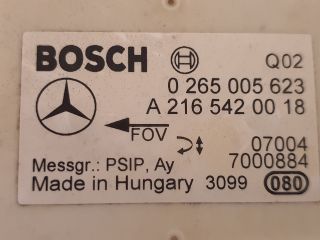 BOSCH Q02
0 265 005 623
A 216 542 00 18
FOV
07004
Messgr.: PSIP, Ay 7000884
Made in Hungary 3099 080